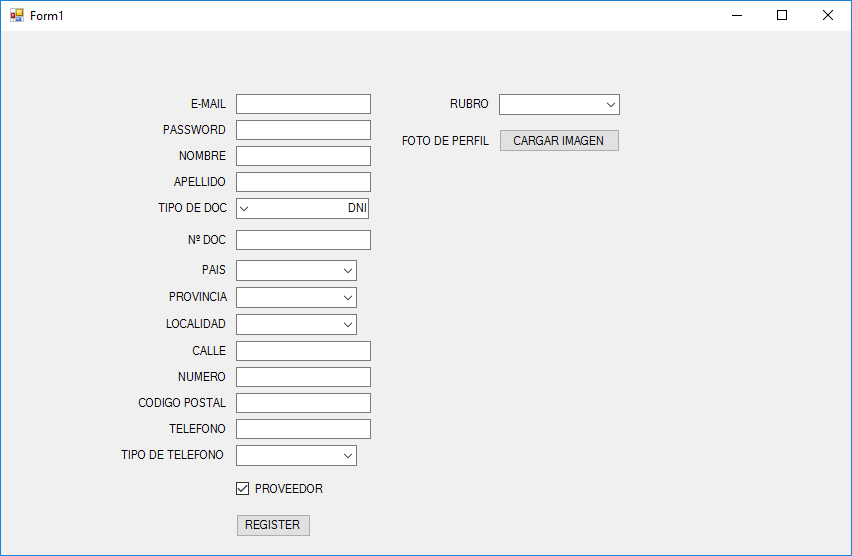 Form1
E-MAIL
PASSWORD
NOMBRE
APELLIDO
TIPO DE DOC
DNI
Nº DOC
PAIS
PROVINCIA
LOCALIDAD
CALLE
NUMERO
CODIGO POSTAL
TELEFONO
TIPO DE TELEFONO
PROVEEDOR
REGISTER
RUBRO
FOTO DE PERFIL
CARGAR IMAGEN